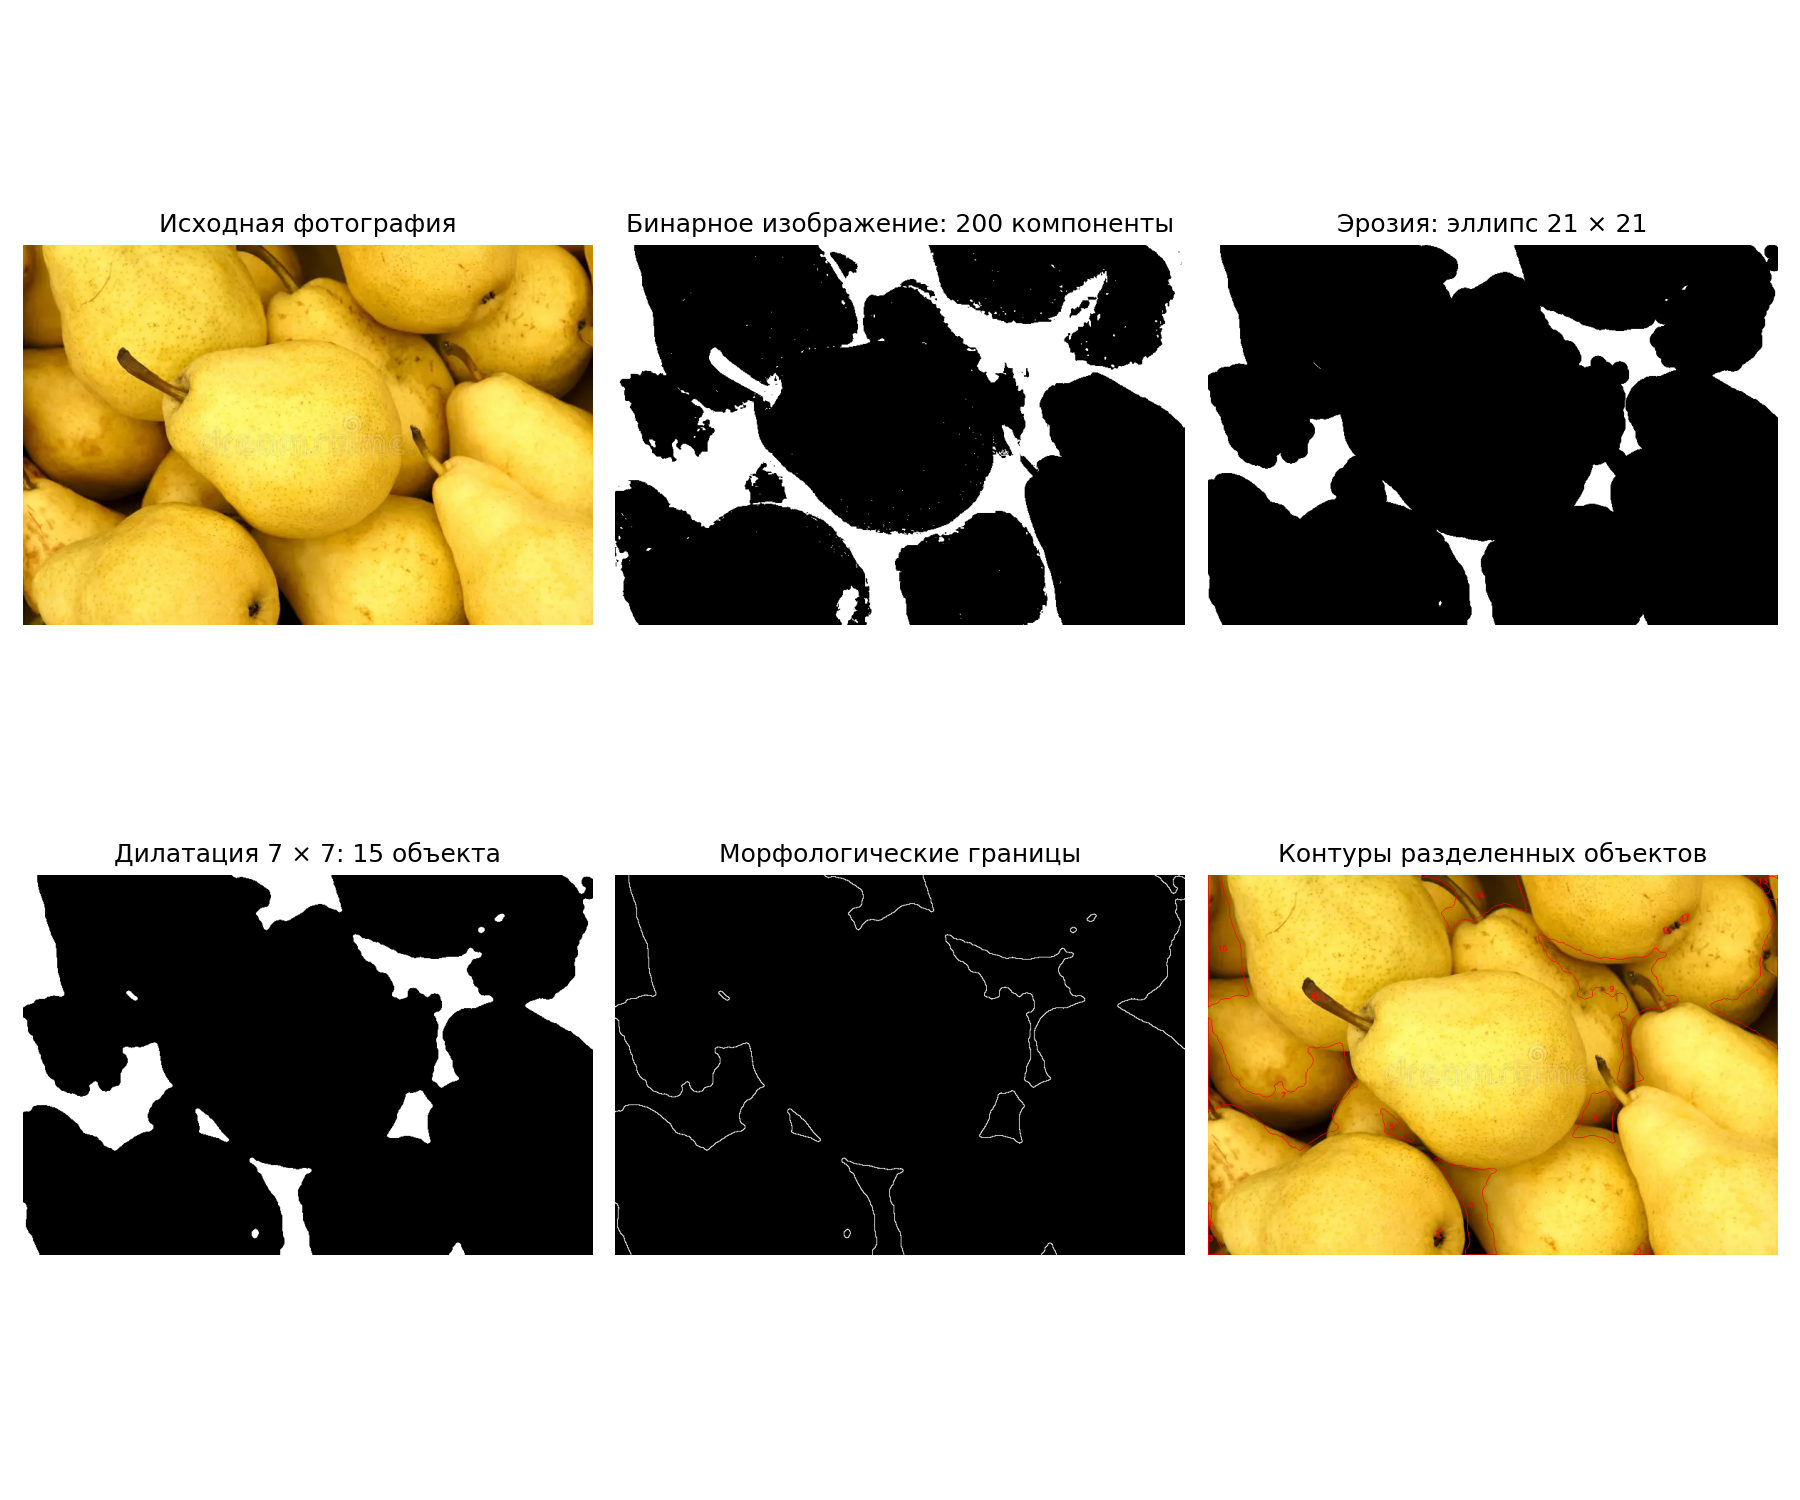 Исходная фотография
Бинарное изображение: 200 компоненты
Эрозия: эллипс 21 × 21
Дилатация 7 × 7: 15 объекта
Морфологические границы
Контуры разделенных объектов